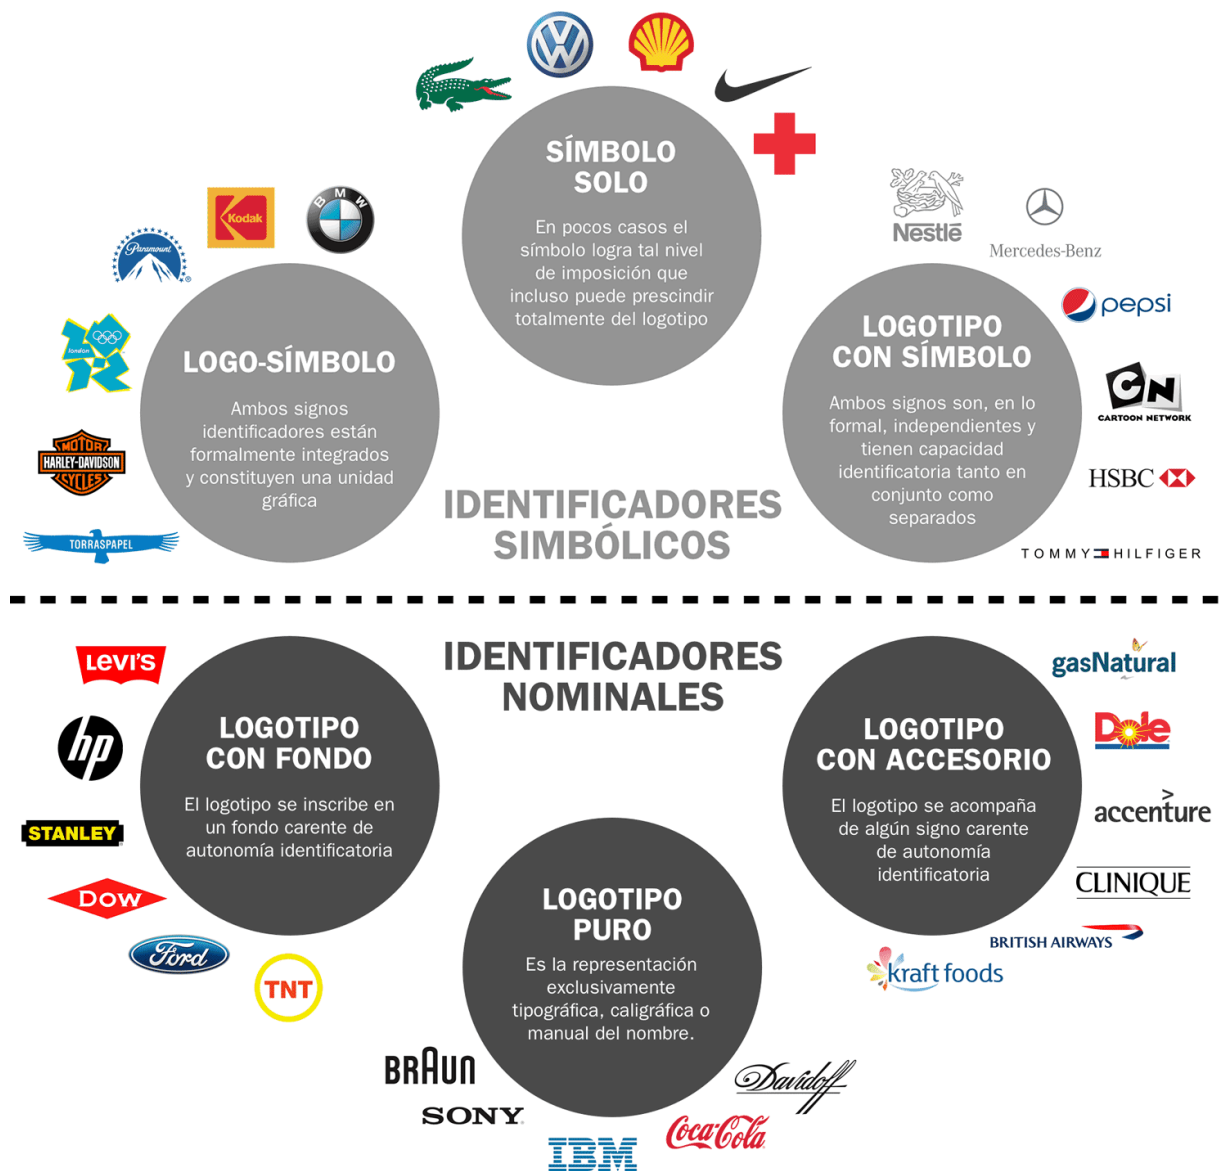 SÍMBOLO
SOLO
En pocos casos el
símbolo logra tal nivel
de imposición que
incluso puede prescindir
totalmente del logotipo
Kodak
BMW
Paramount
®
london
MOTOR
HARLEY-DAVIDSON
CYCLES
TORRASPAPEL
LOGO-SÍMBOLO
Ambos signos
identificadores están
formalmente integrados
y constituyen una unidad
gráfica
Nestlé
Mercedes-Benz
pepsi
CN
CARTOON NETWORK
HSBC
TOMMY HILFIGER
LOGOTIPO
CON SÍMBOLO
Ambos signos son, en lo
formal, independientes y
tienen capacidad
identificatoria tanto en
conjunto como
separados
IDENTIFICADORES
SIMBÓLICOS
IDENTIFICADORES
NOMINALES
LEVI'S
hp
STANLEY
DOW
Ford
TNT
LOGOTIPO
CON FONDO
El logotipo se inscribe en
un fondo carente de
autonomía identificatoria
LOGOTIPO
CON ACCESORIO
El logotipo se acompaña
de algún signo carente
de autonomía
identificatoria
gasNatural
Dole
accenture
CLINIQUE
BRITISH AIRWAYS
kraft foods
LOGOTIPO
PURO
Es la representación
exclusivamente
tipográfica, caligráfica o
manual del nombre.
BRAUN
SONY
IBM
Coca-Cola
Davidoff